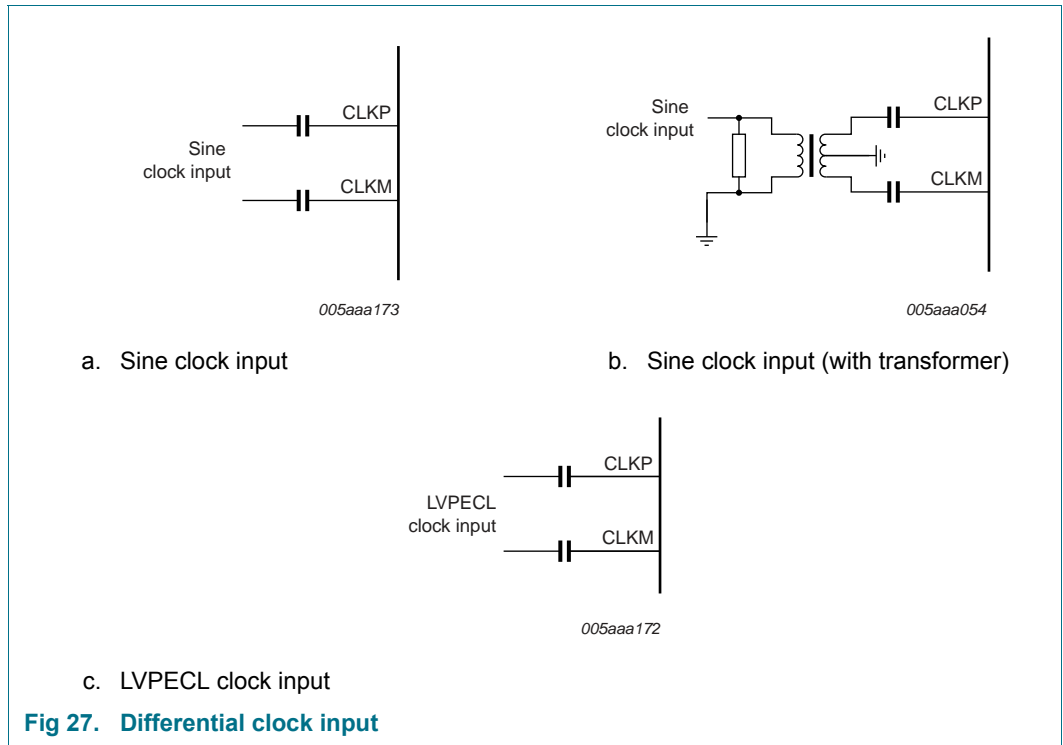 CLKP
Sine
clock input
CLKM
005aaa173
a. Sine clock input
Sine
clock input
CLKP
CLKM
005aaa054
b. Sine clock input (with transformer)
CLKP
LVPECL
clock input
CLKM
005aaa172
c. LVPECL clock input
Fig 27. Differential clock input